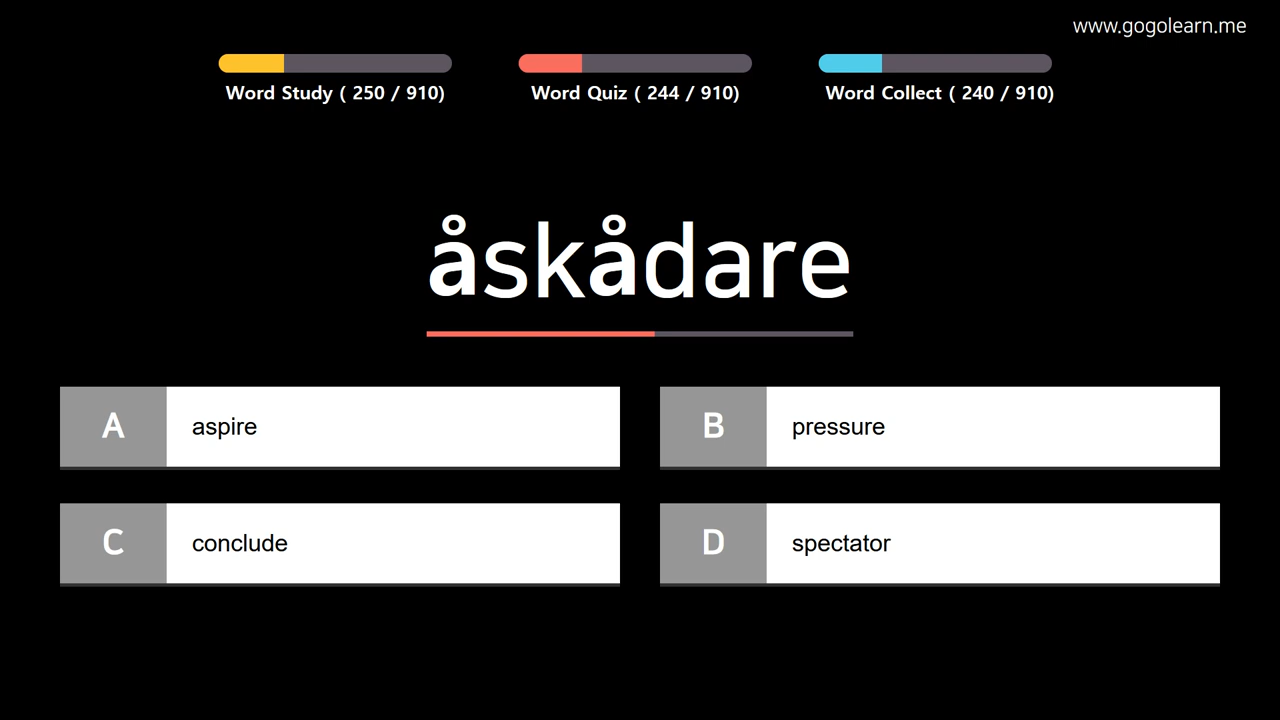 www.gogolearn.me
Word Study ( 250 / 910)
Word Quiz ( 244 / 910)
Word Collect ( 240 / 910)
åskådare
A aspire
B pressure
C conclude
D spectator